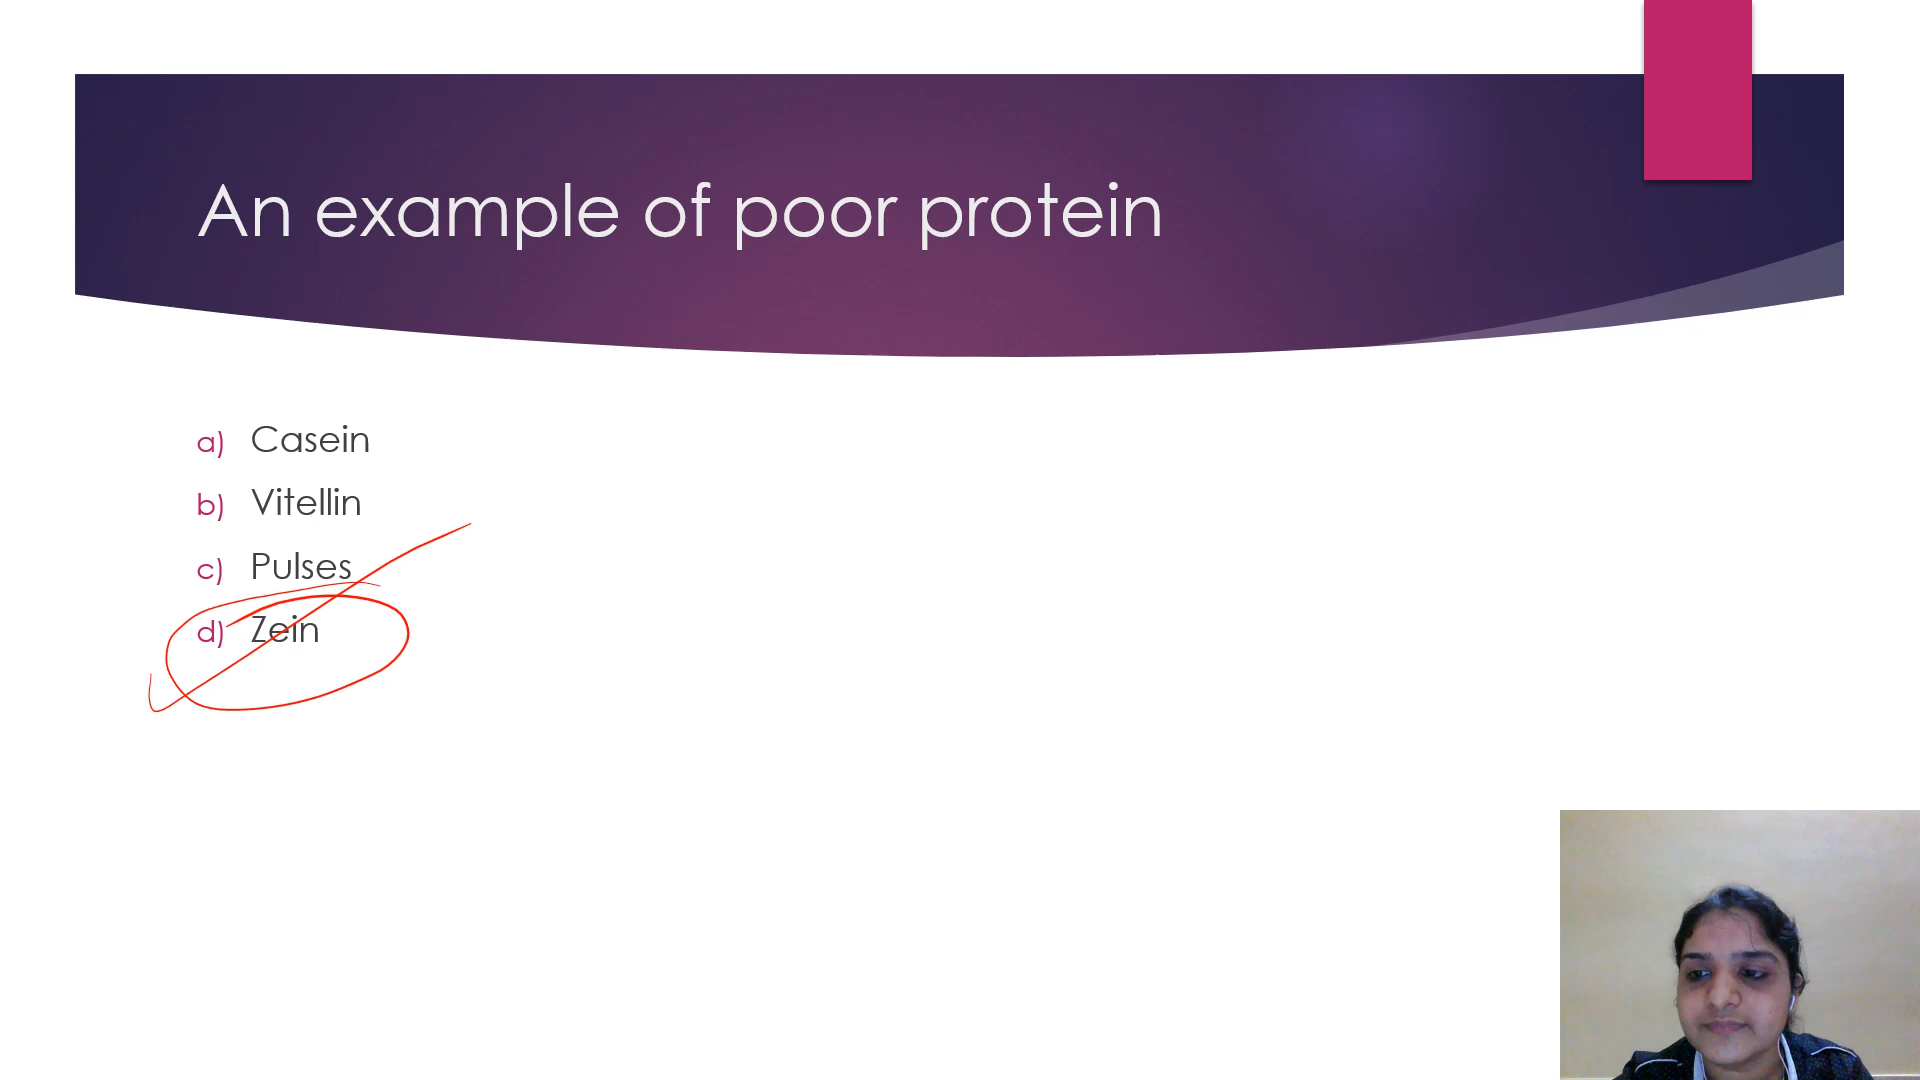 An example of poor protein
a) Casein
b) Vitellin
c) Pulses
d) Zein